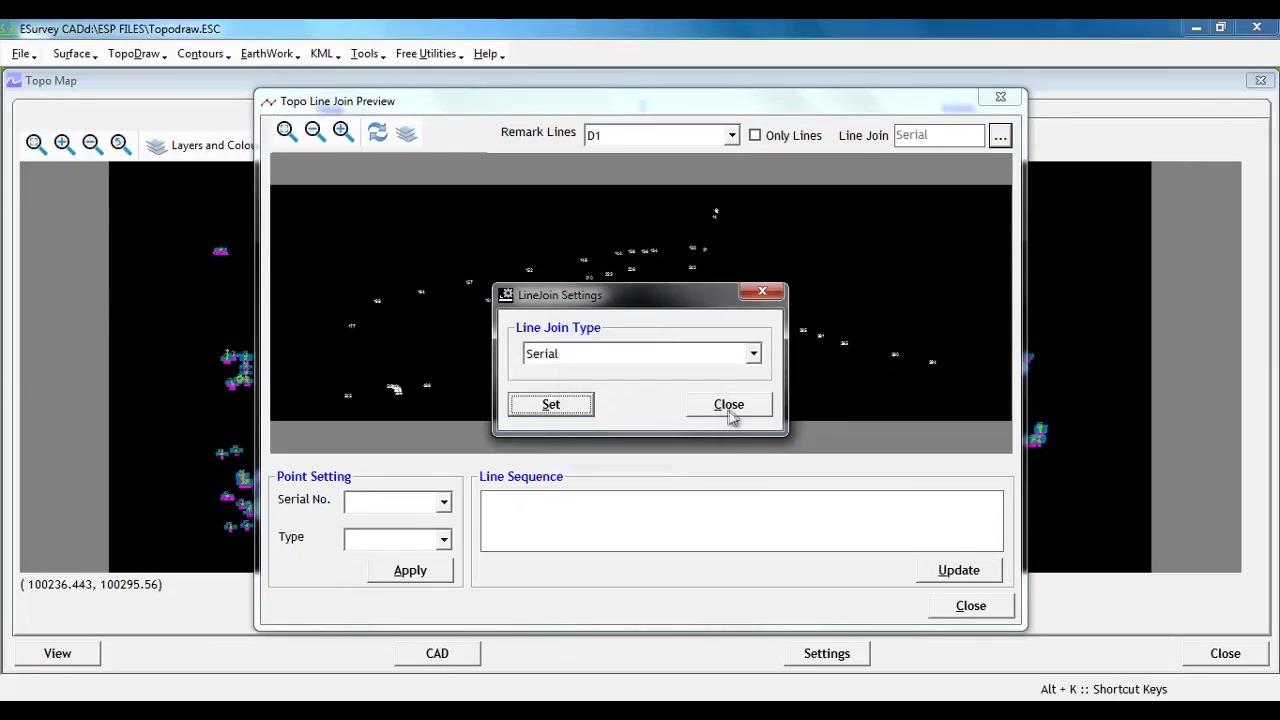 ESurvey CADd:\ESP FILES\Topodraw.ESC
File Surface TopoDraw Contours EarthWork KML Tools Free Utilities Help
Topo Map
Topo Line Join Preview
Remark Lines D1 Only Lines Line Join Serial ...
Layers and Colou
LineJoin Settings
Line Join Type
Serial
Set Close
Point Setting
Serial No.
Type
Apply
Line Sequence
Update
Close
( 100236.443, 100295.56)
View CAD Settings Close
Alt + K :: Shortcut Keys